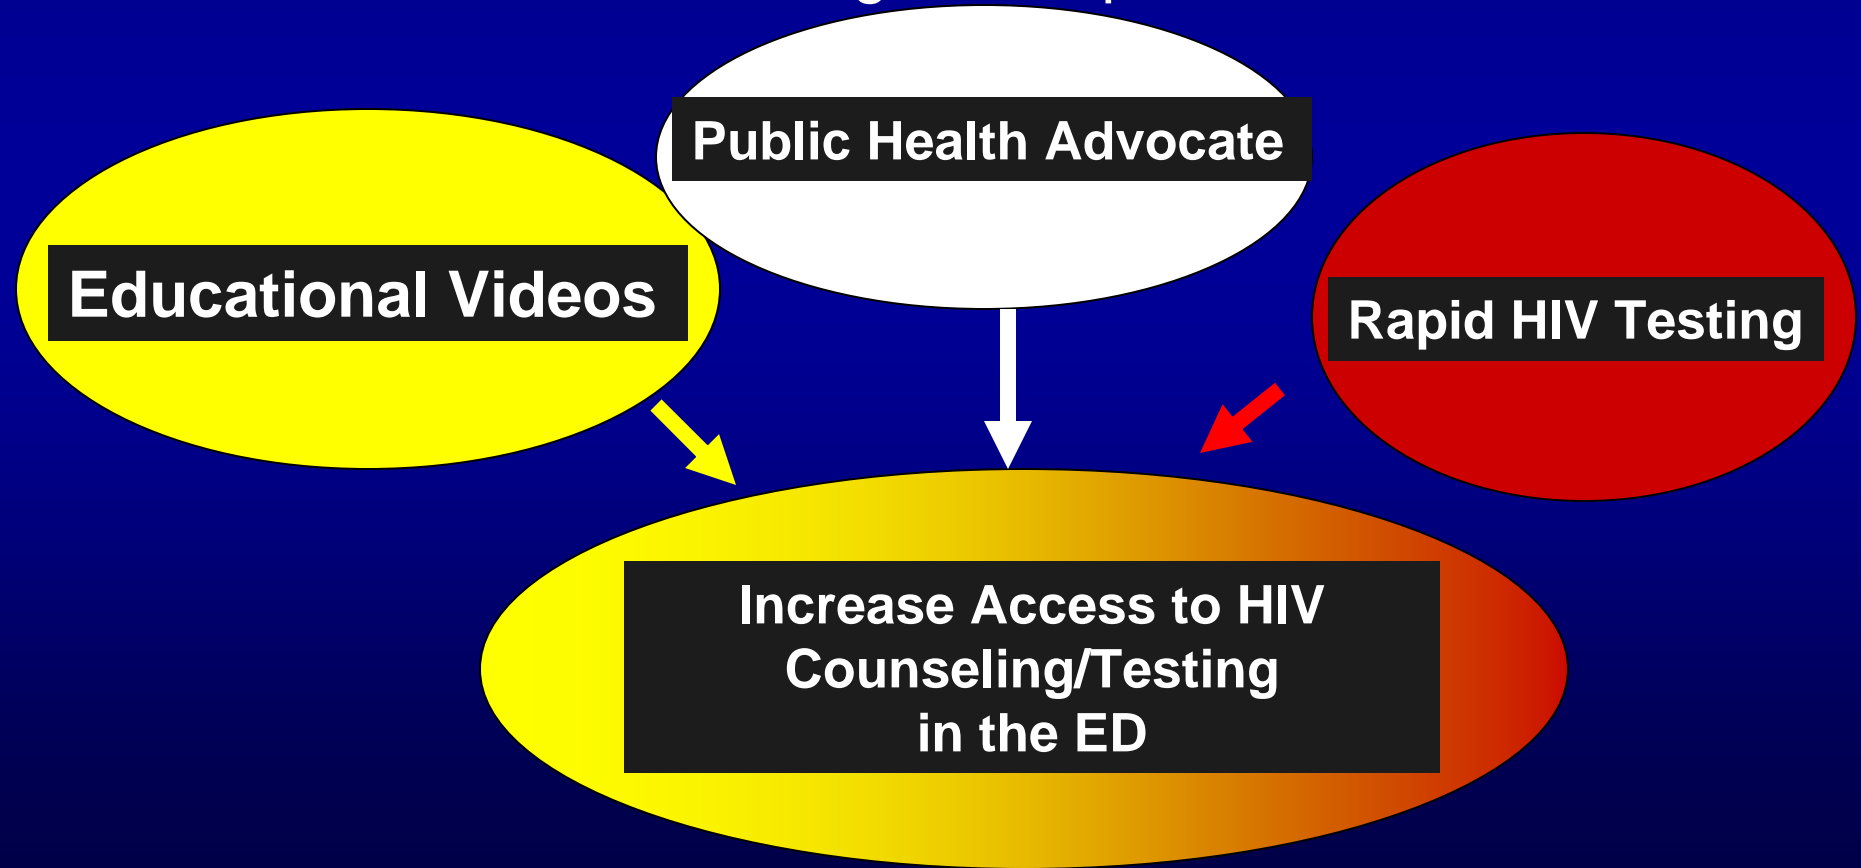 Public Health Advocate
Educational Videos
Rapid HIV Testing
Increase Access to HIV
Counseling/Testing
in the ED